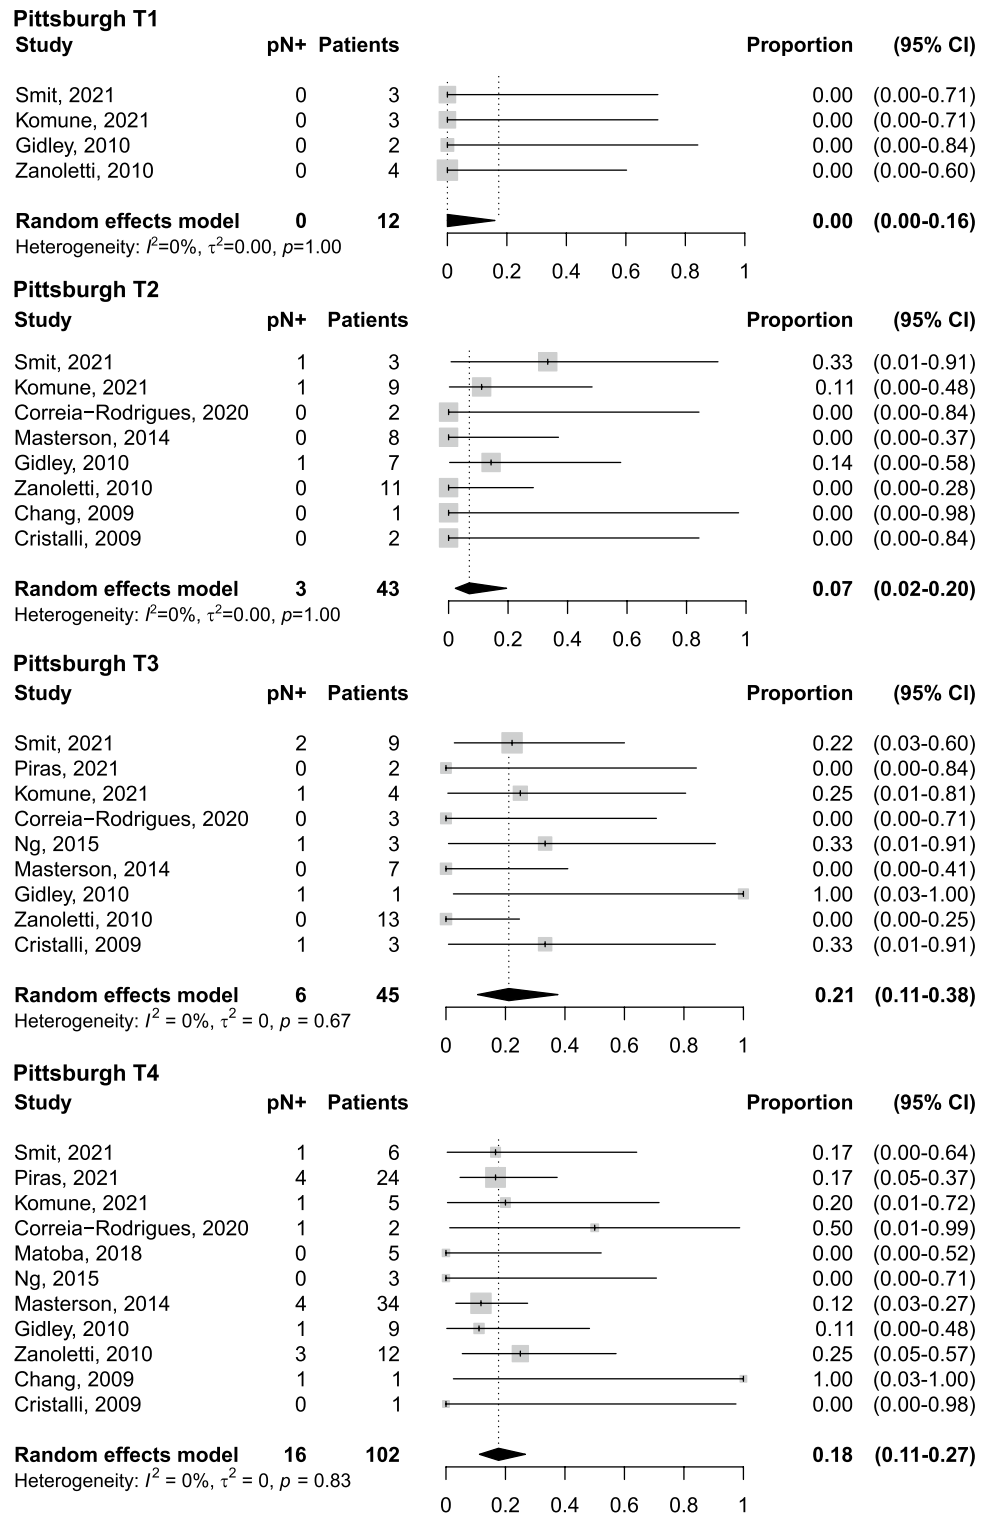 Pittsburgh T1
Study pN+ Patients Proportion (95% CI)
Smit, 2021 0 3 0.00 (0.00-0.71)
Komune, 2021 0 3 0.00 (0.00-0.71)
Gidley, 2010 0 2 0.00 (0.00-0.84)
Zanoletti, 2010 0 4 0.00 (0.00-0.60)
Random effects model 0 12 0.00 (0.00-0.16)
Heterogeneity: I²=0%, τ²=0.00, p=1.00
0 0.2 0.4 0.6 0.8 1
Pittsburgh T2
Study pN+ Patients Proportion (95% CI)
Smit, 2021 1 3 0.33 (0.01-0.91)
Komune, 2021 1 9 0.11 (0.00-0.48)
Correia−Rodrigues, 2020 0 2 0.00 (0.00-0.84)
Masterson, 2014 0 8 0.00 (0.00-0.37)
Gidley, 2010 1 7 0.14 (0.00-0.58)
Zanoletti, 2010 0 11 0.00 (0.00-0.28)
Chang, 2009 0 1 0.00 (0.00-0.98)
Cristalli, 2009 0 2 0.00 (0.00-0.84)
Random effects model 3 43 0.07 (0.02-0.20)
Heterogeneity: I²=0%, τ²=0.00, p=1.00
0 0.2 0.4 0.6 0.8 1
Pittsburgh T3
Study pN+ Patients Proportion (95% CI)
Smit, 2021 2 9 0.22 (0.03-0.60)
Piras, 2021 0 2 0.00 (0.00-0.84)
Komune, 2021 1 4 0.25 (0.01-0.81)
Correia−Rodrigues, 2020 0 3 0.00 (0.00-0.71)
Ng, 2015 1 3 0.33 (0.01-0.91)
Masterson, 2014 0 7 0.00 (0.00-0.41)
Gidley, 2010 1 1 1.00 (0.03-1.00)
Zanoletti, 2010 0 13 0.00 (0.00-0.25)
Cristalli, 2009 1 3 0.33 (0.01-0.91)
Random effects model 6 45 0.21 (0.11-0.38)
Heterogeneity: I² = 0%, τ² = 0, p = 0.67
0 0.2 0.4 0.6 0.8 1
Pittsburgh T4
Study pN+ Patients Proportion (95% CI)
Smit, 2021 1 6 0.17 (0.00-0.64)
Piras, 2021 4 24 0.17 (0.05-0.37)
Komune, 2021 1 5 0.20 (0.01-0.72)
Correia−Rodrigues, 2020 1 2 0.50 (0.01-0.99)
Matoba, 2018 0 5 0.00 (0.00-0.52)
Ng, 2015 0 3 0.00 (0.00-0.71)
Masterson, 2014 4 34 0.12 (0.03-0.27)
Gidley, 2010 1 9 0.11 (0.00-0.48)
Zanoletti, 2010 3 12 0.25 (0.05-0.57)
Chang, 2009 1 1 1.00 (0.03-1.00)
Cristalli, 2009 0 1 0.00 (0.00-0.98)
Random effects model 16 102 0.18 (0.11-0.27)
Heterogeneity: I² = 0%, τ² = 0, p = 0.83
0 0.2 0.4 0.6 0.8 1